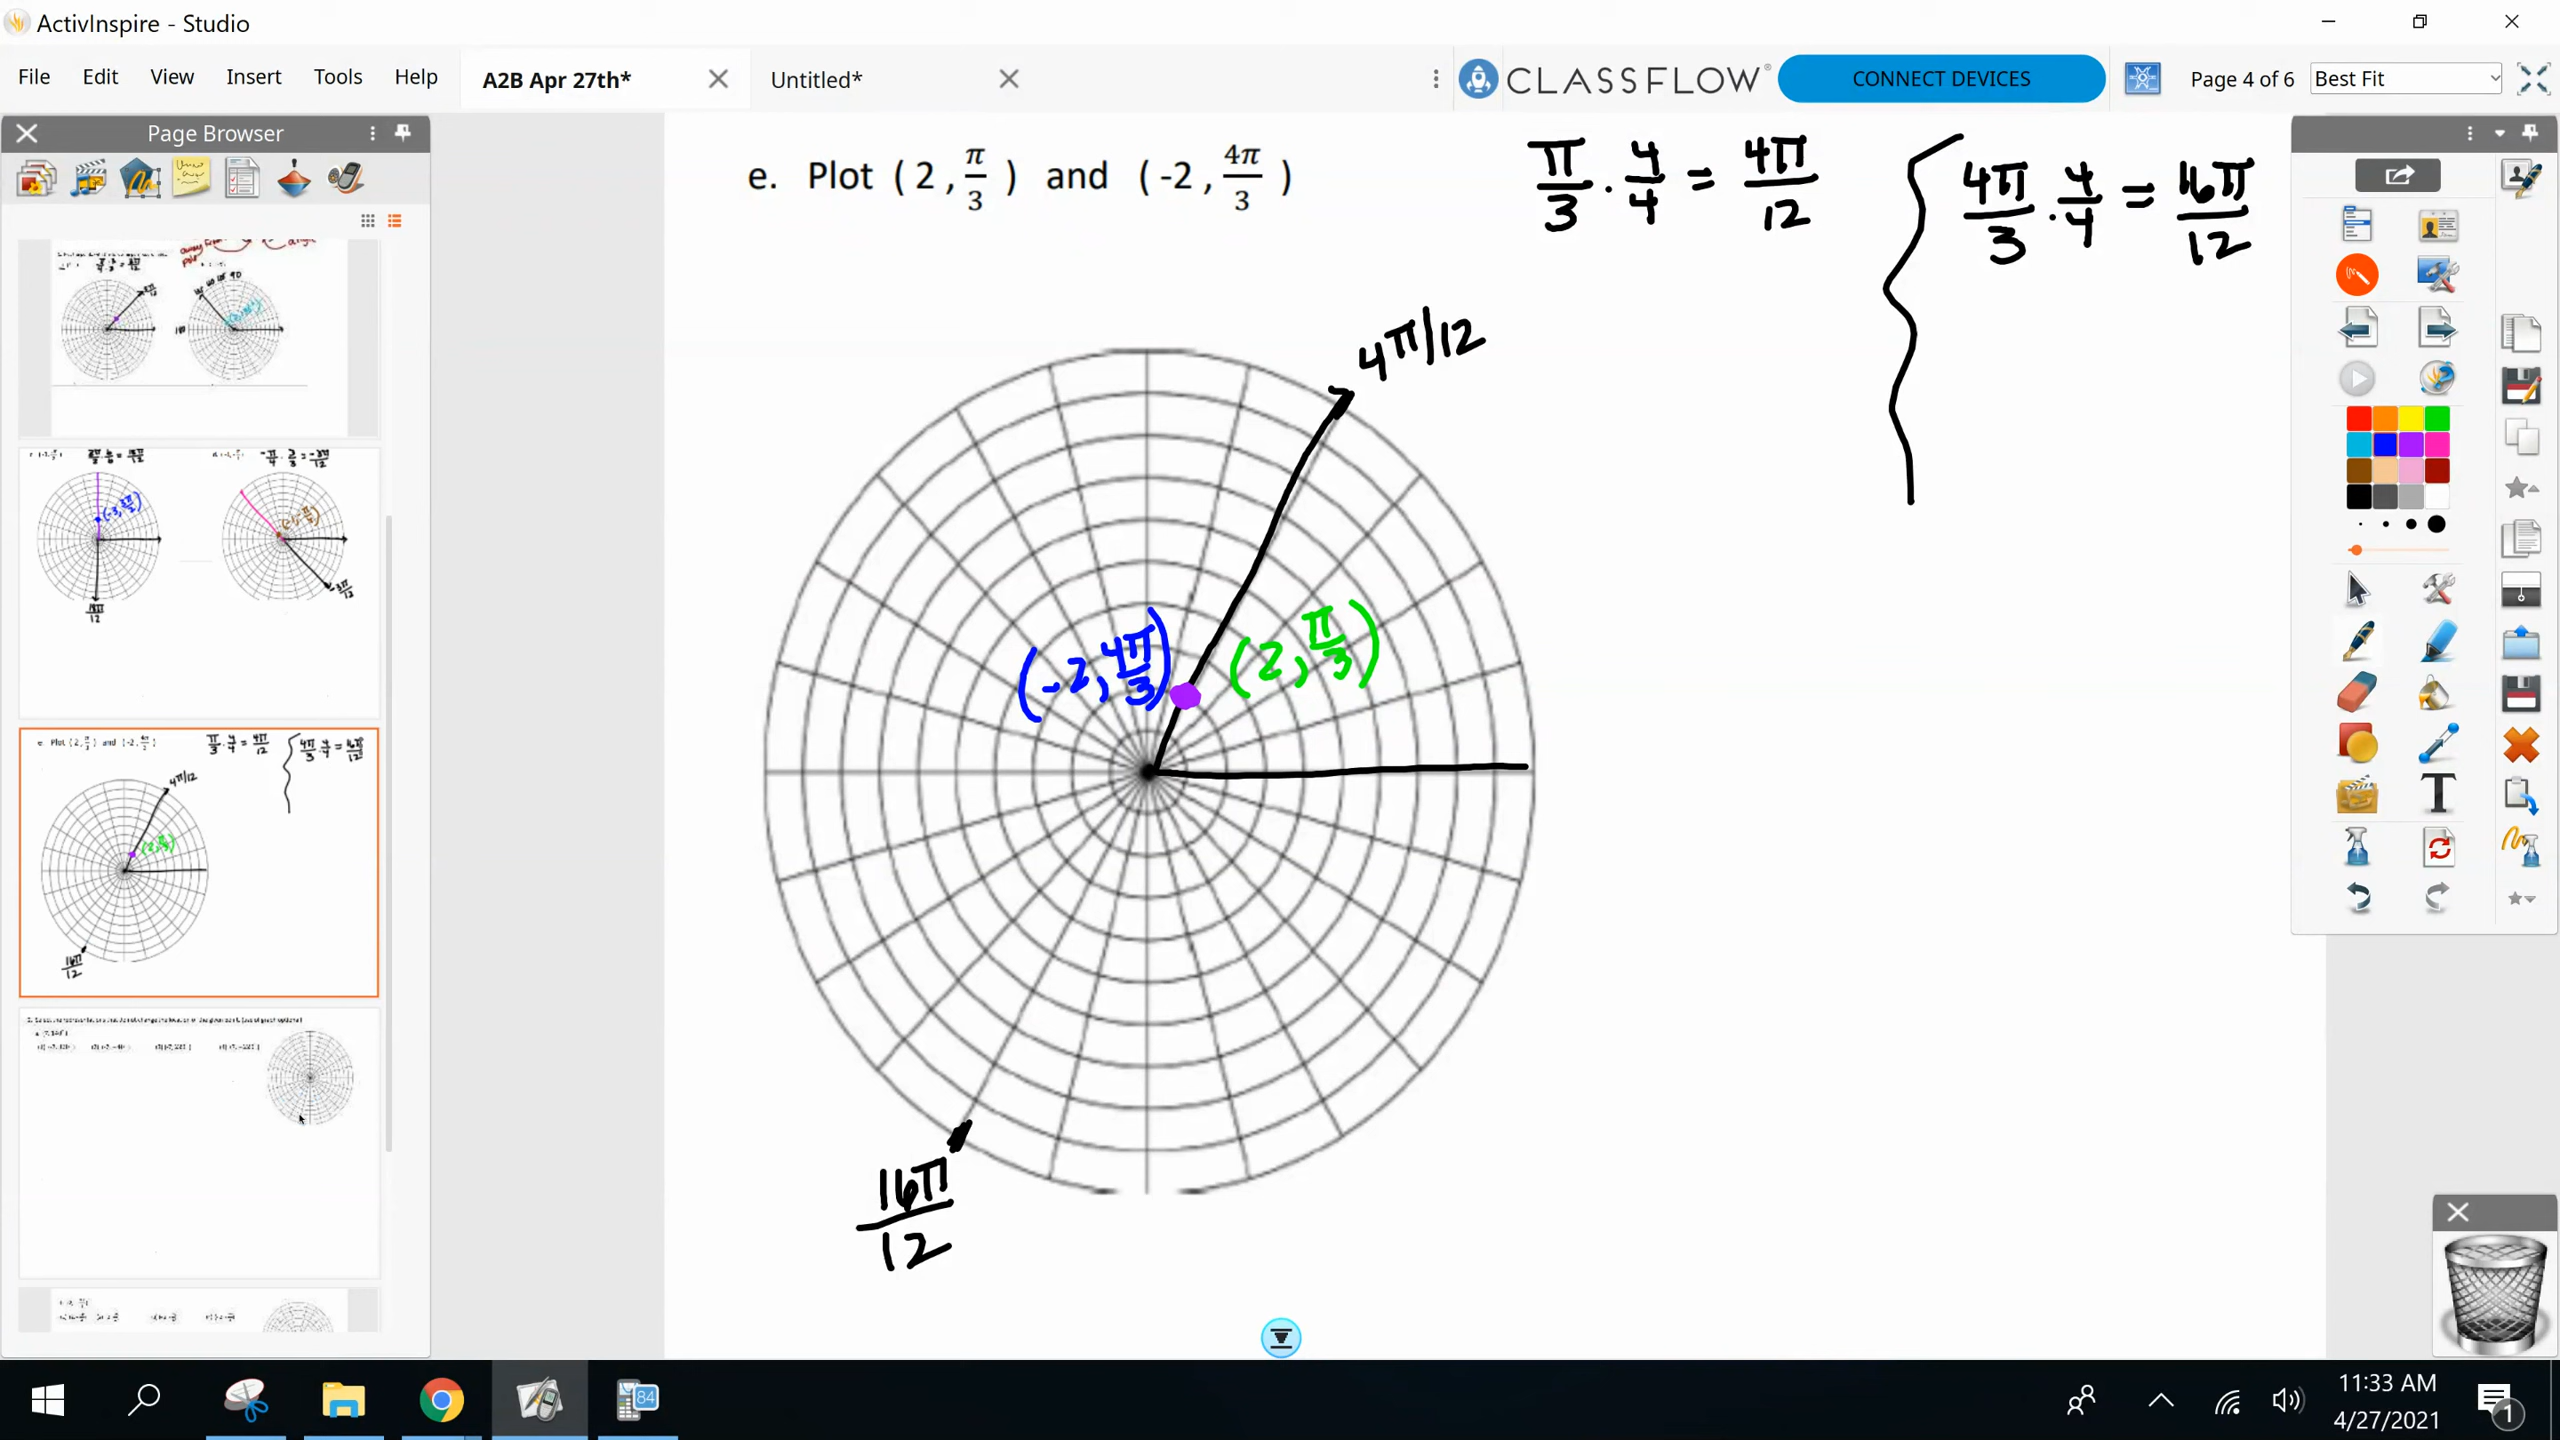 ActivInspire - Studio
File Edit View Insert Tools Help
A2B Apr 27th*
Untitled*
CLASSFLOW®
CONNECT DEVICES
Page 4 of 6
Best Fit
Page Browser
e. Plot ( 2 , π/3 ) and ( -2 , 4π/3 )
π/3 · 4/4 = 4π/12
4π/3 · 4/4 = 16π/12
4π/12
(-2, 4π/3)
(2, π/3)
16π/12
84
11:33 AM
4/27/2021
1